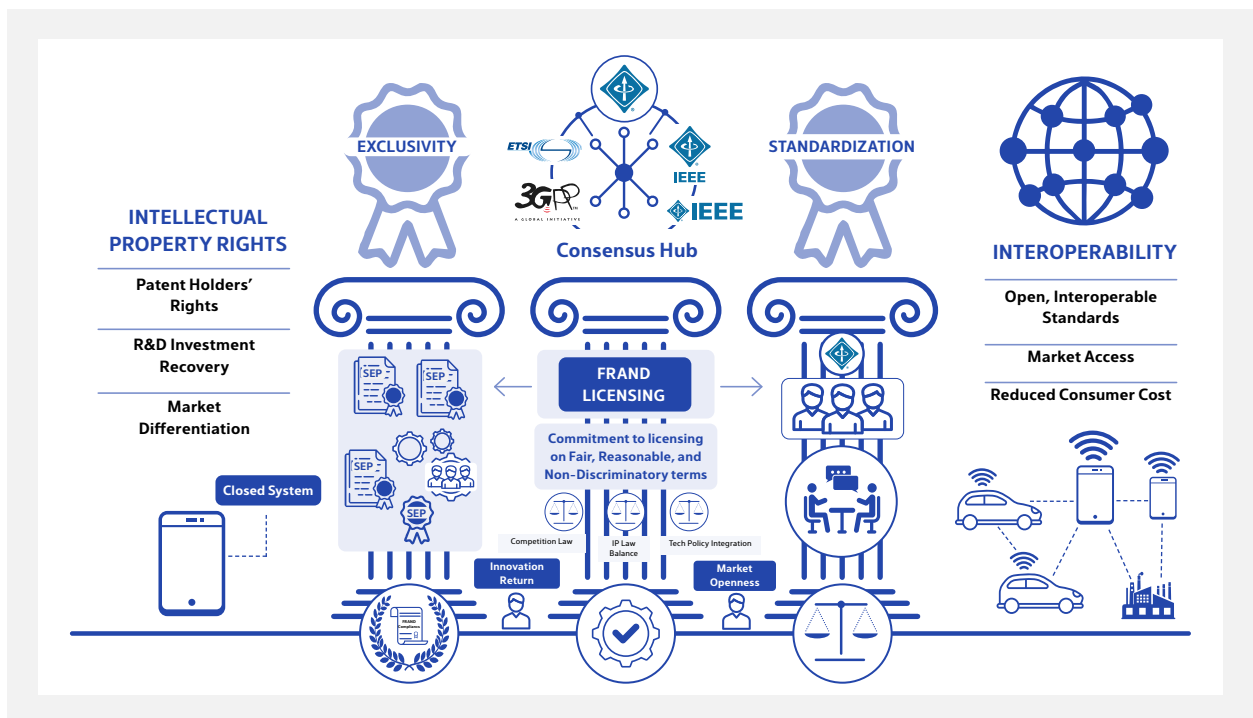 EXCLUSIVITY
ETSI
3GPP
TM
A GLOBAL INITIATIVE
IEEE
IEEE
Consensus Hub
STANDARDIZATION
INTELLECTUAL
PROPERTY RIGHTS
Patent Holders'
Rights
R&D Investment
Recovery
Market
Differentiation
Closed System
SEP
SEP
SEP
SEP
FRAND
LICENSING
Commitment to licensing
on Fair, Reasonable, and
Non-Discriminatory terms
Competition Law
IP Law
Balance
Tech Policy Integration
Innovation
Return
Market
Openness
FRAND
Compliance
INTEROPERABILITY
Open, Interoperable
Standards
Market Access
Reduced Consumer Cost